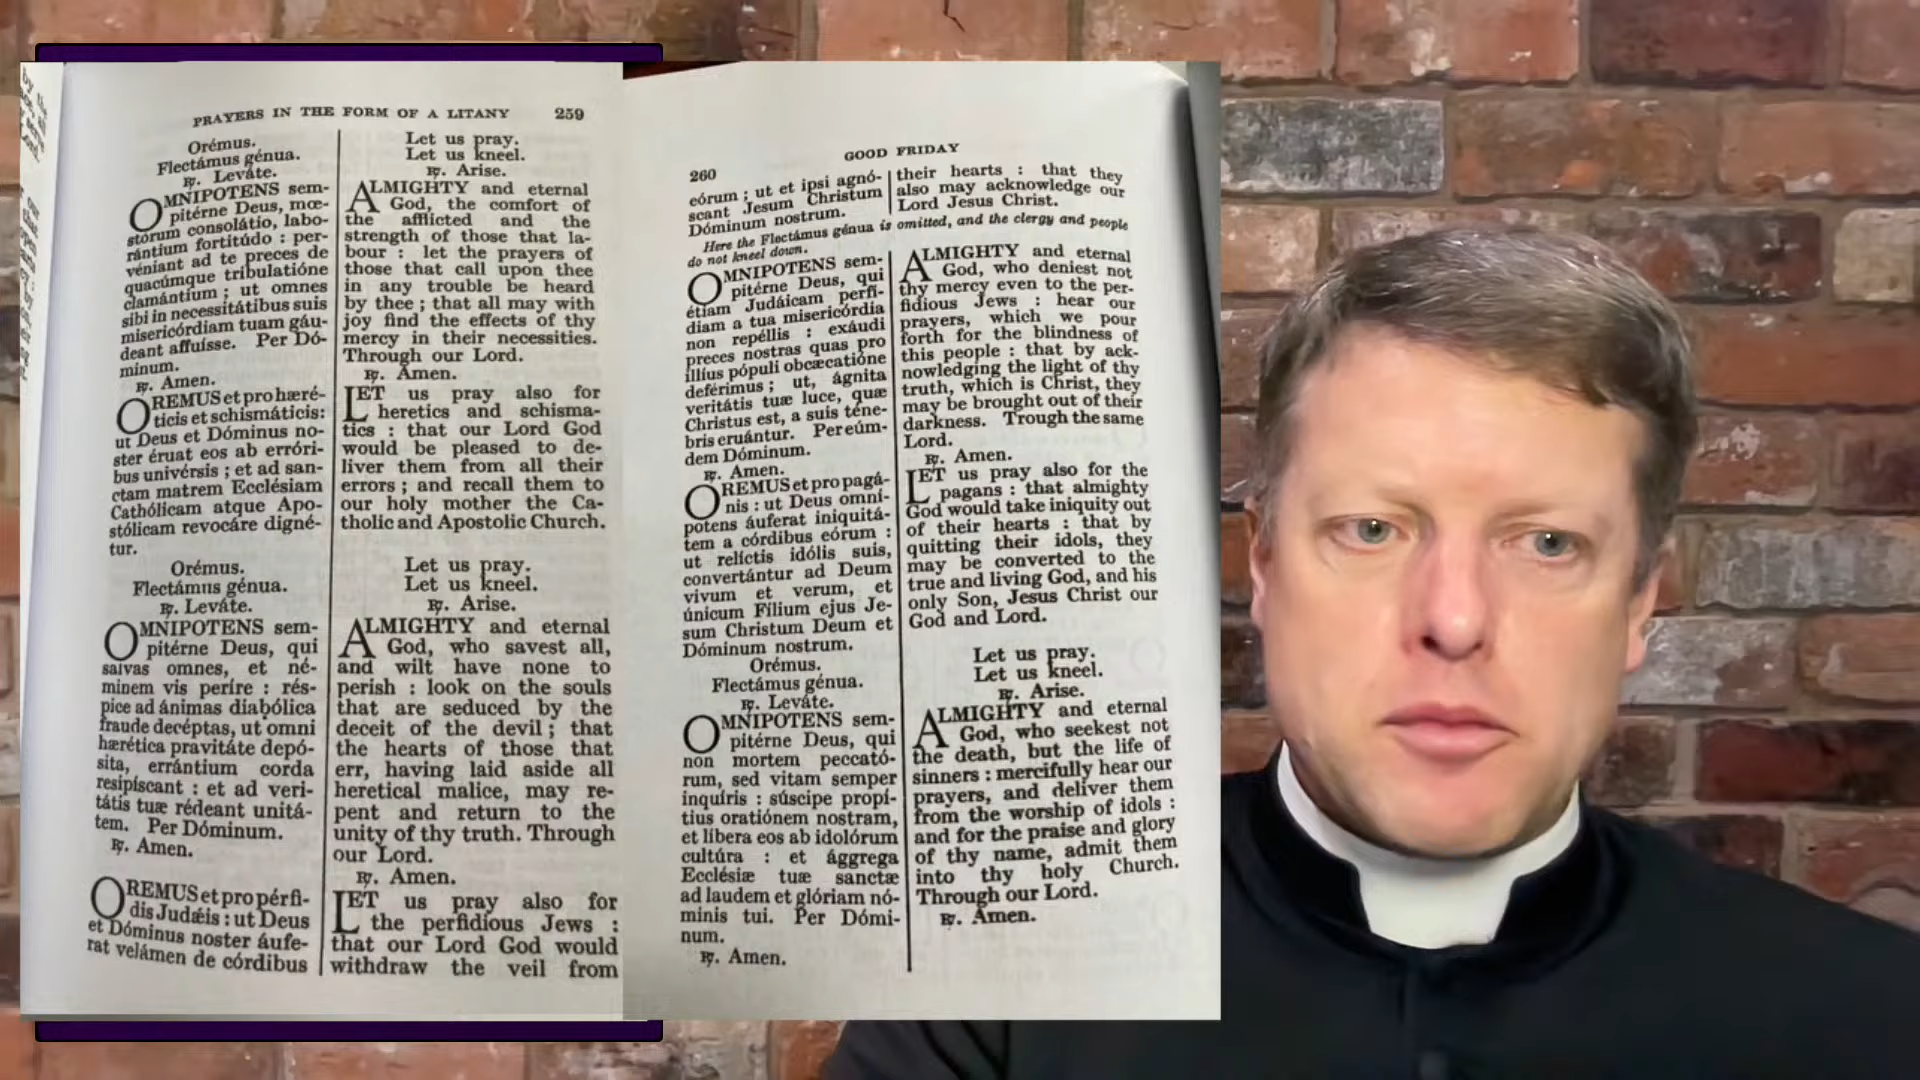 PRAYERS IN THE FORM OF A LITANY 259
Orémus.
Flectámus génua.
℟. Leváte.
OMNIPOTENS sem-
pitérne Deus, mœ-
stórum consolátio, labo-
rántium fortitúdo : per-
véniant ad te preces de
quacúmque tribulatióne
clamántium ; ut omnes
sibi in necessitátibus suis
misericórdiam tuam gáu-
deant affuísse. Per Dó-
minum.
℟. Amen.
OREMUS et pro hæré-
ticis et schismáticis:
ut Deus et Dóminus no-
ster éruat eos ab erróri-
bus univérsis ; et ad san-
ctam matrem Ecclésiam
Cathólicam atque Apo-
stólicam revocáre digné-
tur.
Orémus.
Flectámus génua.
℟. Leváte.
OMNIPOTENS sem-
pitérne Deus, qui
salvas omnes, et né-
minem vis períre : rés-
pice ad ánimas diabólica
fraude decéptas, ut omni
hærética pravitáte depó-
sita, errántium corda
resipíscant : et ad veri-
tátis tuæ rédeant unitá-
tem. Per Dóminum.
℟. Amen.
OREMUS et pro pérfi-
dis Judǽis : ut Deus
et Dóminus noster áufe-
rat velámen de córdibus
Let us pray.
Let us kneel.
℟. Arise.
ALMIGHTY and eternal
God, the comfort of
the afflicted and the
strength of those that la-
bour : let the prayers of
those that call upon thee
in any trouble be heard
by thee ; that all may with
joy find the effects of thy
mercy in their necessities.
Through our Lord.
℟. Amen.
LET us pray also for
heretics and schisma-
tics : that our Lord God
would be pleased to de-
liver them from all their
errors ; and recall them to
our holy mother the Ca-
tholic and Apostolic Church.
Let us pray.
Let us kneel.
℟. Arise.
ALMIGHTY and eternal
God, who savest all,
and wilt have none to
perish : look on the souls
that are seduced by the
deceit of the devil ; that
the hearts of those that
err, having laid aside all
heretical malice, may re-
pent and return to the
unity of thy truth. Through
our Lord.
℟. Amen.
LET us pray also for
the perfidious Jews :
that our Lord God would
withdraw the veil from
260 GOOD FRIDAY
eórum ; ut et ipsi agnó-
scant Jesum Christum
Dóminum nostrum.
their hearts : that they
also may acknowledge our
Lord Jesus Christ.
Here the Flectámus génua is omitted, and the clergy and people
do not kneel down.
OMNIPOTENS sem-
pitérne Deus, qui
étiam Judáicam perfí-
diam a tua misericórdia
non repéllis : exáudi
preces nostras quas pro
illíus pópuli obcæcatióne
deférimus ; ut, ágnita
veritátis tuæ luce, quæ
Christus est, a suis téne-
bris eruántur. Per eúm-
dem Dóminum.
℟. Amen.
OREMUS et pro pagá-
nis : ut Deus omní-
potens áuferat iniquitá-
tem a córdibus eórum :
ut relíctis idólis suis,
convertántur ad Deum
vivum et verum, et
únicum Fílium ejus Je-
sum Christum Deum et
Dóminum nostrum.
Orémus.
Flectámus génua.
℟. Leváte.
OMNIPOTENS sem-
pitérne Deus, qui
non mortem peccató-
rum, sed vitam semper
inquíris : súscipe propí-
tius oratiónem nostram,
et líbera eos ab idolórum
cultúra : et ággrega
Ecclésiæ tuæ sanctæ
ad laudem et glóriam nó-
minis tui. Per Dómi-
num.
℟. Amen.
ALMIGHTY and eternal
God, who deniest not
thy mercy even to the per-
fidious Jews : hear our
prayers, which we pour
forth for the blindness of
this people : that by ack-
nowledging the light of thy
truth, which is Christ, they
may be brought out of their
darkness. Trough the same
Lord.
℟. Amen.
LET us pray also for the
pagans : that almighty
God would take iniquity out
of their hearts : that by
quitting their idols, they
may be converted to the
true and living God, and his
only Son, Jesus Christ our
God and Lord.
Let us pray.
Let us kneel.
℟. Arise.
ALMIGHTY and eternal
God, who seekest not
the death, but the life of
sinners : mercifully hear our
prayers, and deliver them
from the worship of idols :
and for the praise and glory
of thy name, admit them
into thy holy Church.
Through our Lord.
℟. Amen.